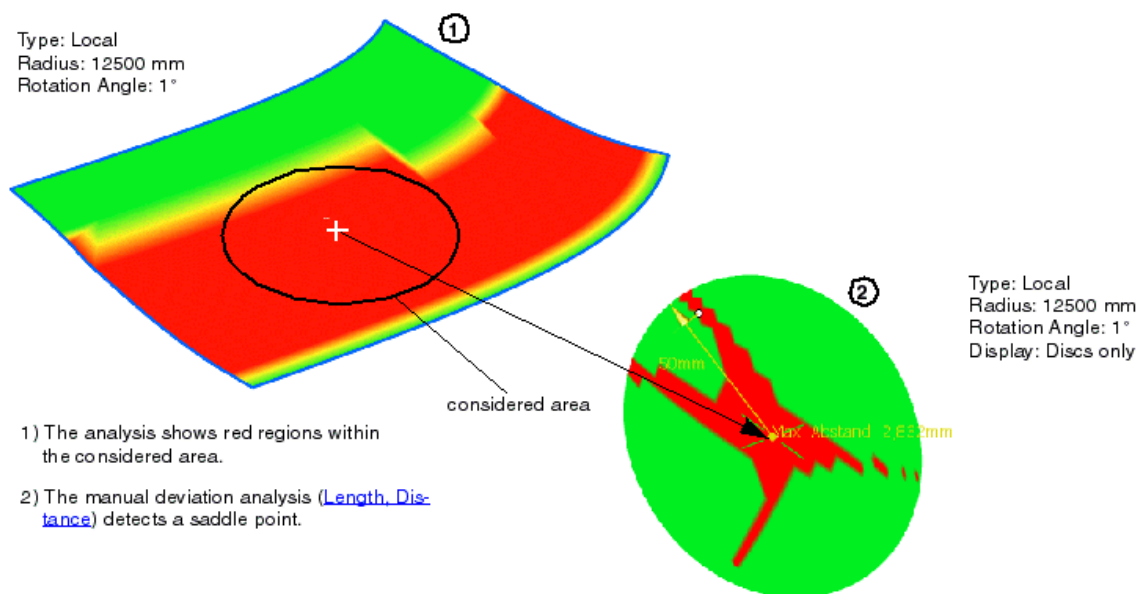 1
Type: Local
Radius: 12500 mm
Rotation Angle: 1°
2
Type: Local
Radius: 12500 mm
Rotation Angle: 1°
Display: Discs only
50mm
Max Abstand
considered area
1) The analysis shows red regions within
the considered area.
2) The manual deviation analysis (Length, Dis-
tance) detects a saddle point.